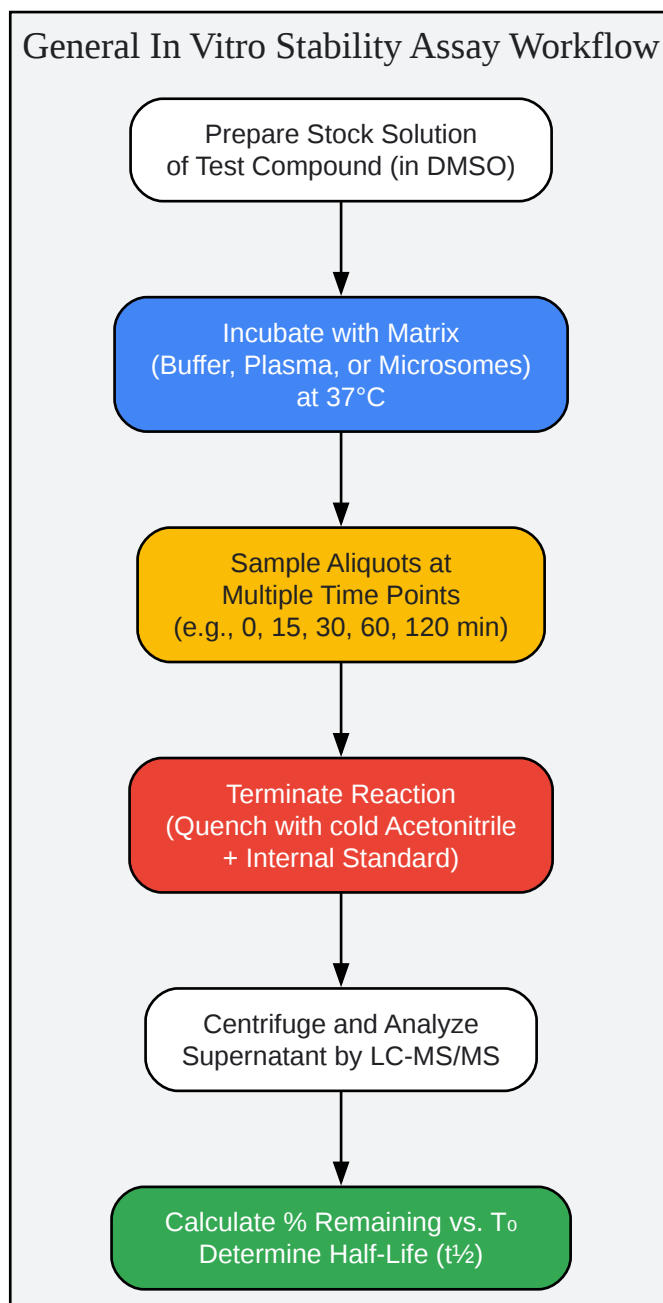 General In Vitro Stability Assay Workflow
Prepare Stock Solution
of Test Compound (in DMSO)
Incubate with Matrix
(Buffer, Plasma, or Microsomes)
at 37°C
Sample Aliquots at
Multiple Time Points
(e.g., 0, 15, 30, 60, 120 min)
Terminate Reaction
(Quench with cold Acetonitrile
+ Internal Standard)
Centrifuge and Analyze
Supernatant by LC-MS/MS
Calculate % Remaining vs. T₀
Determine Half-Life (t½)